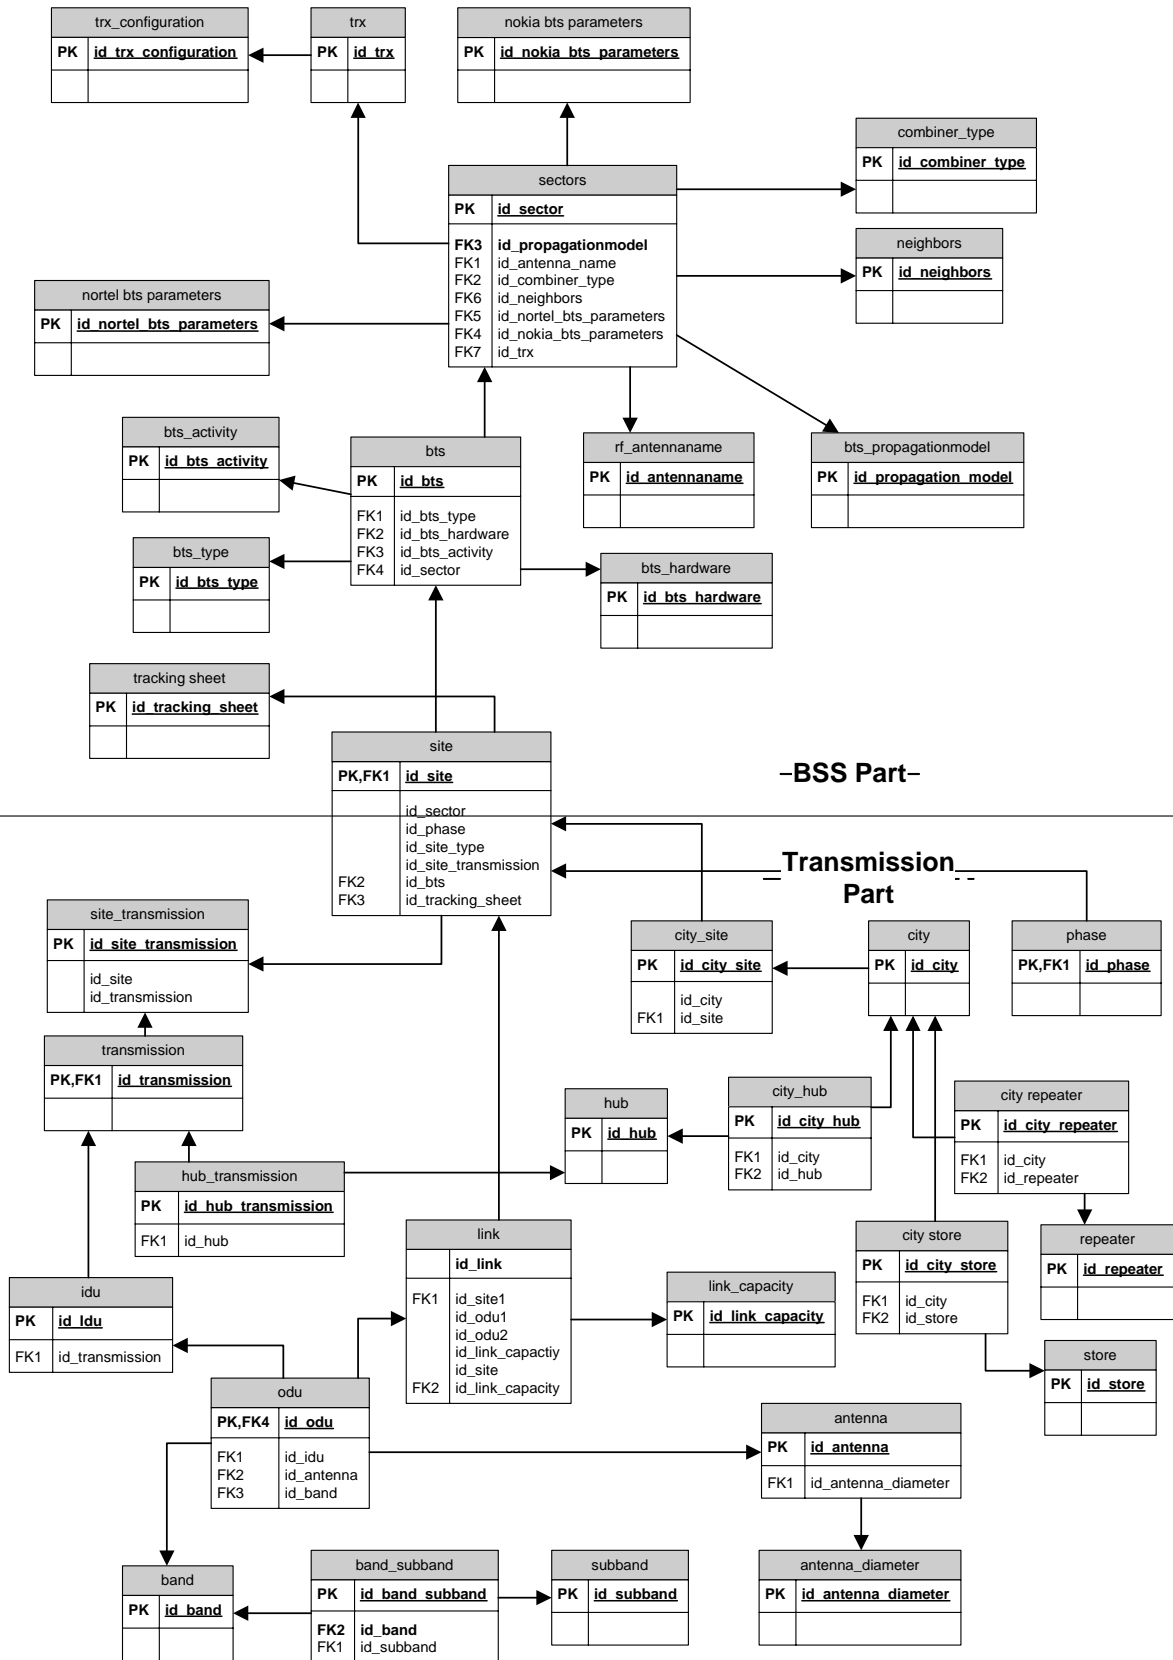 trx_configuration
PK id_trx_configuration
trx
PK id_trx
nokia bts parameters
PK id_nokia_bts_parameters
combiner_type
PK id_combiner_type
sectors
PK id_sector
FK3 id_propagationmodel
FK1 id_antenna_name
FK2 id_combiner_type
FK6 id_neighbors
FK5 id_nortel_bts_parameters
FK4 id_nokia_bts_parameters
FK7 id_trx
neighbors
PK id_neighbors
nortel bts parameters
PK id_nortel_bts_parameters
bts_activity
PK id_bts_activity
bts
PK id_bts
FK1 id_bts_type
FK2 id_bts_hardware
FK3 id_bts_activity
FK4 id_sector
rf_antennaname
PK id_antennaname
bts_propagationmodel
PK id_propagation_model
bts_type
PK id_bts_type
bts_hardware
PK id_bts_hardware
tracking sheet
PK id_tracking_sheet
site
PK,FK1 id_site
id_sector
id_phase
id_site_type
id_site_transmission
FK2 id_bts
FK3 id_tracking_sheet
BSS Part
Transmission
Part
site_transmission
PK id_site_transmission
id_site
id_transmission
city_site
PK id_city_site
id_city
FK1 id_site
city
PK id_city
phase
PK,FK1 id_phase
transmission
PK,FK1 id_transmission
hub
PK id_hub
city_hub
PK id_city_hub
FK1 id_city
FK2 id_hub
city repeater
PK id_city_repeater
FK1 id_city
FK2 id_repeater
hub_transmission
PK id_hub_transmission
FK1 id_hub
link
id_link
FK1 id_site1
id_odu1
id_odu2
id_link_capactiy
id_site
FK2 id_link_capacity
link_capacity
PK id_link_capacity
city store
PK id_city_store
FK1 id_city
FK2 id_store
repeater
PK id_repeater
idu
PK id_Idu
FK1 id_transmission
store
PK id_store
odu
PK,FK4 id_odu
FK1 id_idu
FK2 id_antenna
FK3 id_band
antenna
PK id_antenna
FK1 id_antenna_diameter
band
PK id_band
band_subband
PK id_band_subband
FK2 id_band
FK1 id_subband
subband
PK id_subband
antenna_diameter
PK id_antenna_diameter